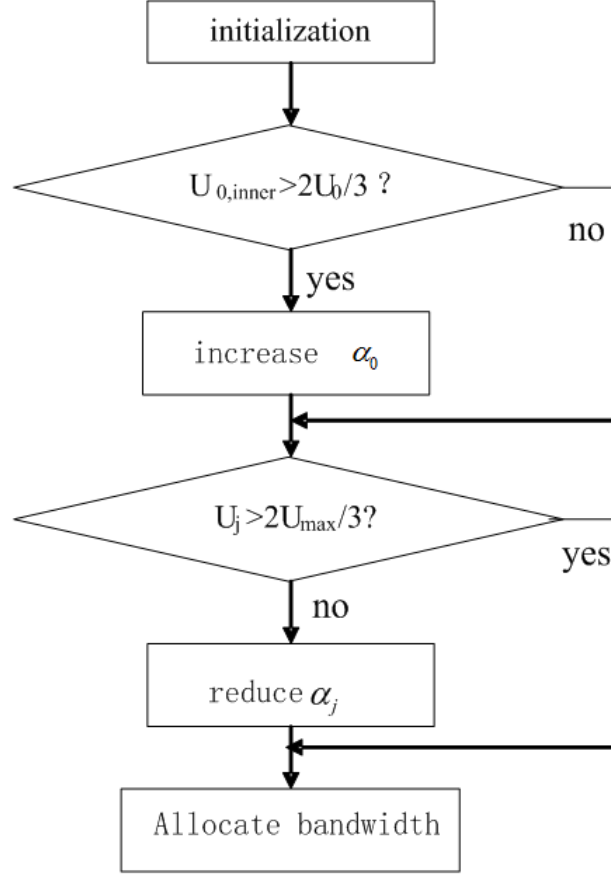 initialization
U0,inner>2U0/3 ?
no
yes
increase α0
Uj>2Umax/3?
yes
no
reduce αj
Allocate bandwidth